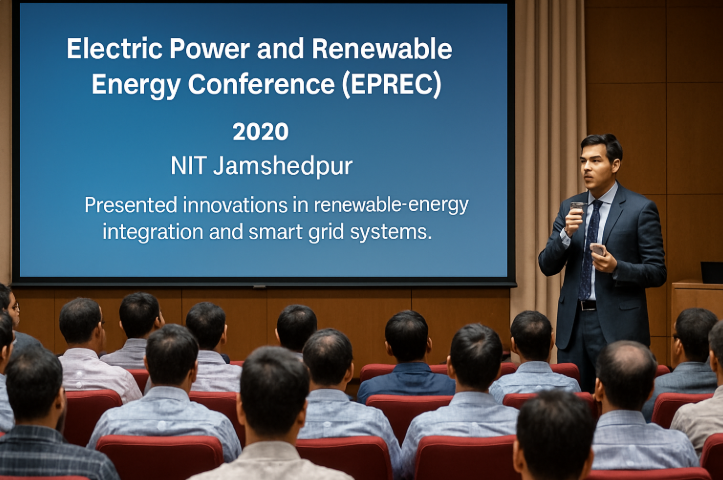 Electric Power and Renewable
Energy Conference (EPREC)
2020
NIT Jamshedpur
Presented innovations in renewable-energy
integration and smart grid systems.